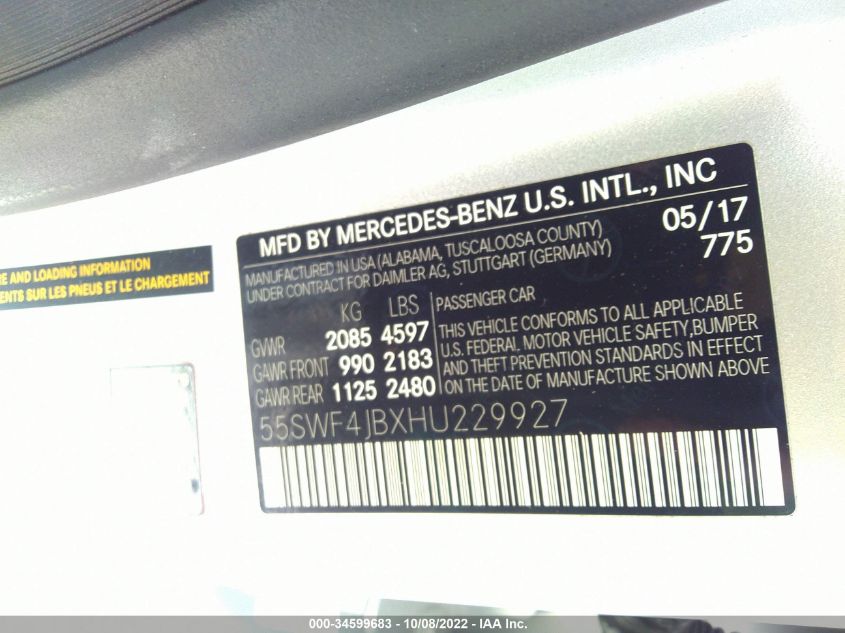 MFD BY MERCEDES-BENZ U.S. INTL., INC
MANUFACTURED IN USA (ALABAMA, TUSCALOOSA COUNTY)
UNDER CONTRACT FOR DAIMLER AG, STUTTGART (GERMANY)
05/17
775
KG LBS
GVWR 2085 4597
GAWR FRONT 990 2183
GAWR REAR 1125 2480
PASSENGER CAR
THIS VEHICLE CONFORMS TO ALL APPLICABLE
U.S. FEDERAL MOTOR VEHICLE SAFETY,BUMPER
AND THEFT PREVENTION STANDARDS IN EFFECT
ON THE DATE OF MANUFACTURE SHOWN ABOVE
55SWF4JBXHU229927
AND LOADING INFORMATION
SUR LES PNEUS ET LE CHARGEMENT
000-34599683 - 10/08/2022 - IAA Inc.